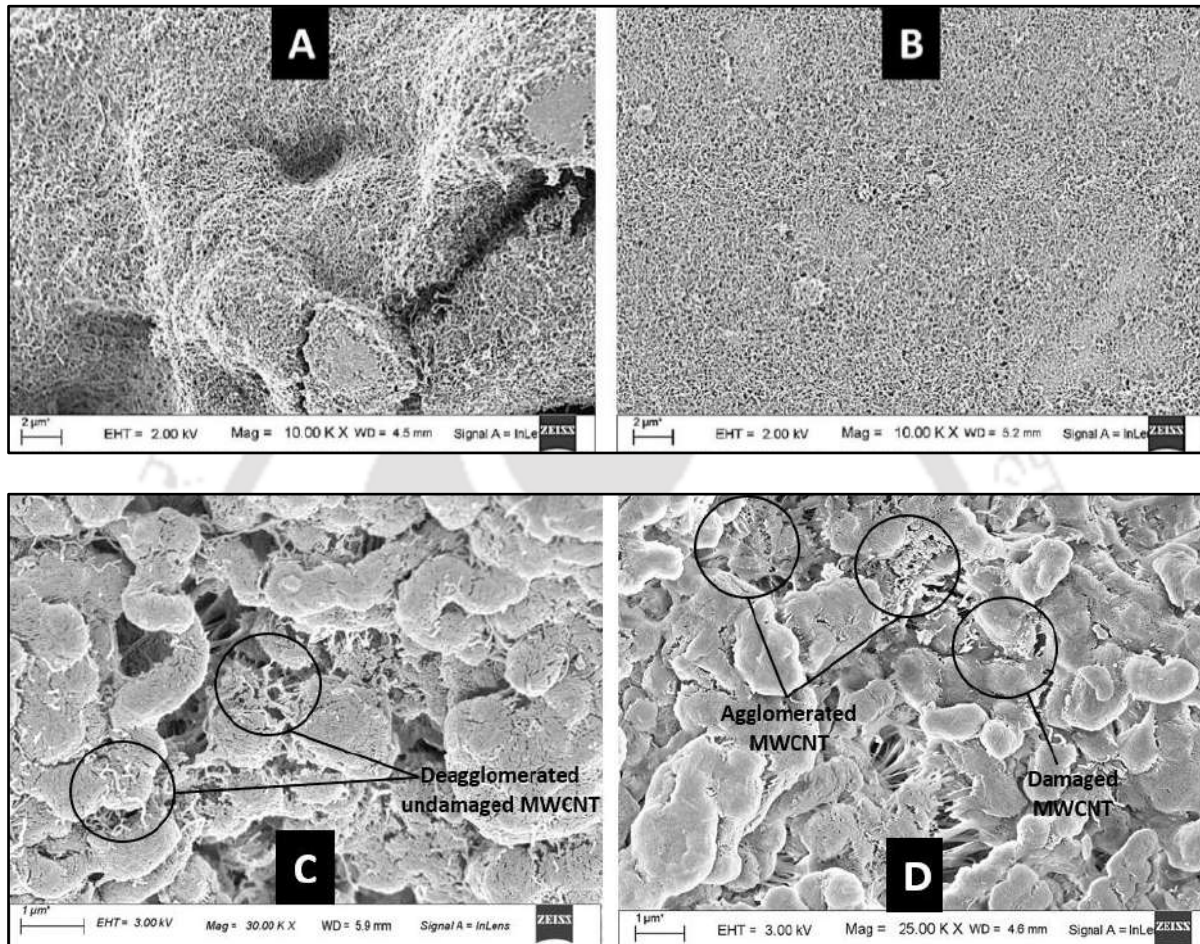 A
2 µm*
EHT = 2.00 kV Mag = 10.00 K X WD = 4.5 mm Signal A = InLe ZEISS
B
2 µm*
EHT = 2.00 kV Mag = 10.00 K X WD = 5.2 mm Signal A = InLe ZEISS
Deagglomerated
undamaged MWCNT
C
1 µm*
EHT = 3.00 kV Mag = 30.00 K X WD = 5.9 mm Signal A = InLens ZEISS
Agglomerated
MWCNT
Damaged
MWCNT
D
1 µm*
EHT = 3.00 kV Mag = 25.00 K X WD = 4.6 mm Signal A = InLens ZEISS